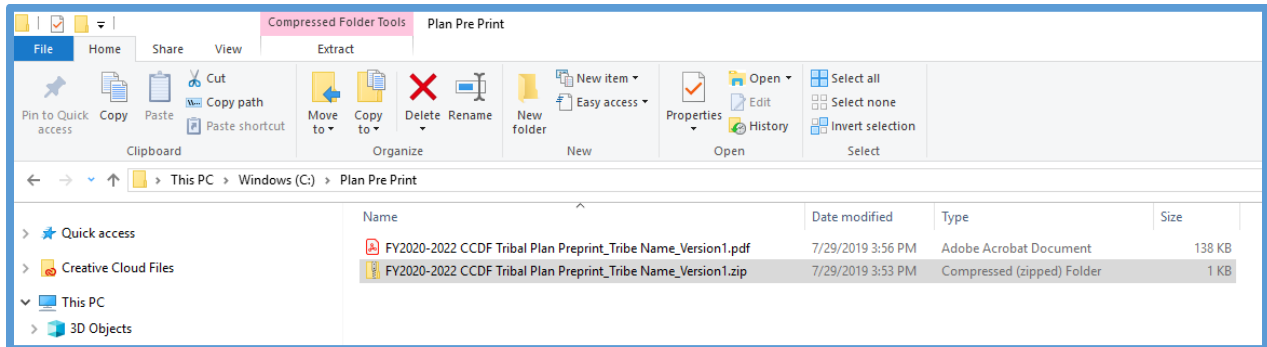 Compressed Folder Tools Plan Pre Print
File Home Share View Extract
Pin to Quick access
Copy
Paste
Cut
Copy path
Paste shortcut
Clipboard
Move to
Copy to
Delete
Rename
Organize
New folder
New item
Easy access
New
Properties
Open
Edit
History
Open
Select all
Select none
Invert selection
Select
This PC > Windows (C:) > Plan Pre Print
Name Date modified Type Size
Quick access
Creative Cloud Files
This PC
3D Objects
FY2020-2022 CCDF Tribal Plan Preprint_Tribe Name_Version1.pdf 7/29/2019 3:56 PM Adobe Acrobat Document 138 KB
FY2020-2022 CCDF Tribal Plan Preprint_Tribe Name_Version1.zip 7/29/2019 3:53 PM Compressed (zipped) Folder 1 KB